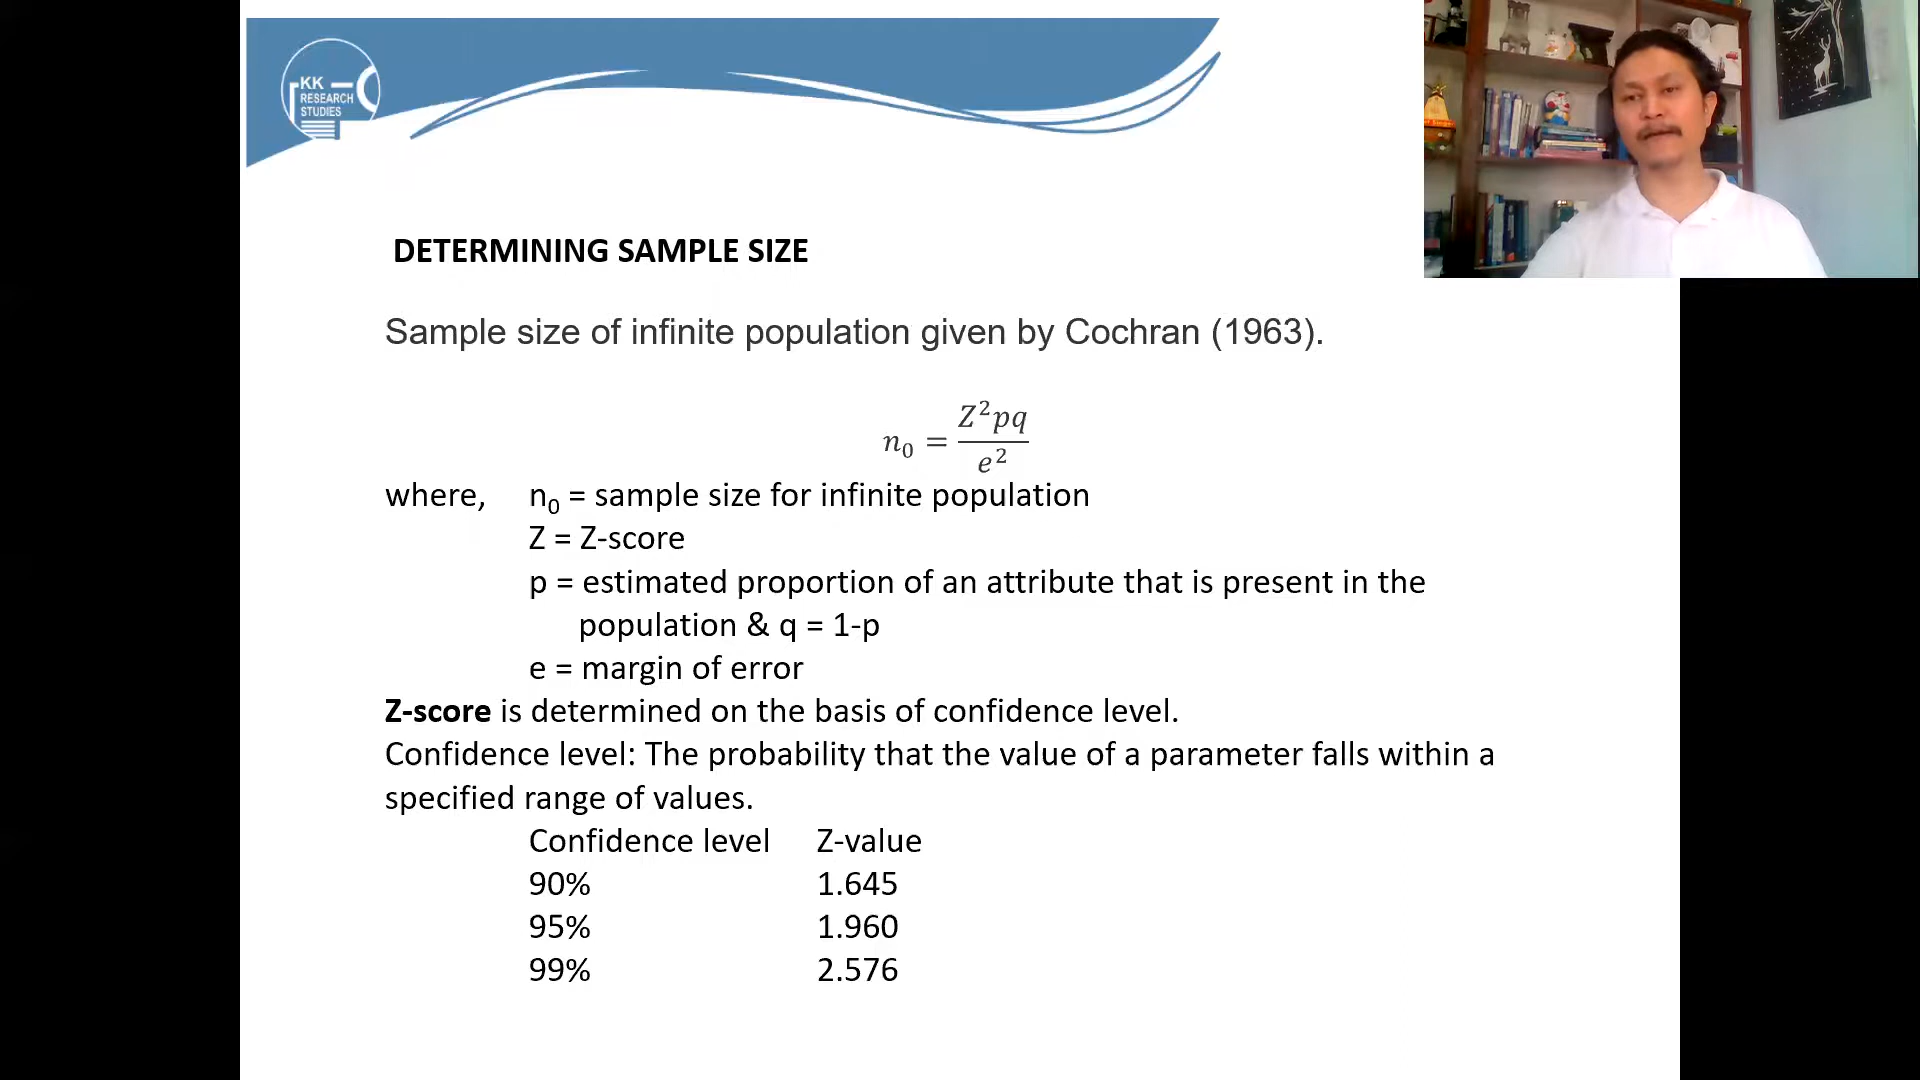 KK
RESEARCH
STUDIES
DETERMINING SAMPLE SIZE
Sample size of infinite population given by Cochran (1963).
n₀ = Z²pq / e²
where, n₀ = sample size for infinite population
Z = Z-score
p = estimated proportion of an attribute that is present in the
population & q = 1-p
e = margin of error
Z-score is determined on the basis of confidence level.
Confidence level: The probability that the value of a parameter falls within a
specified range of values.
Confidence level Z-value
90% 1.645
95% 1.960
99% 2.576